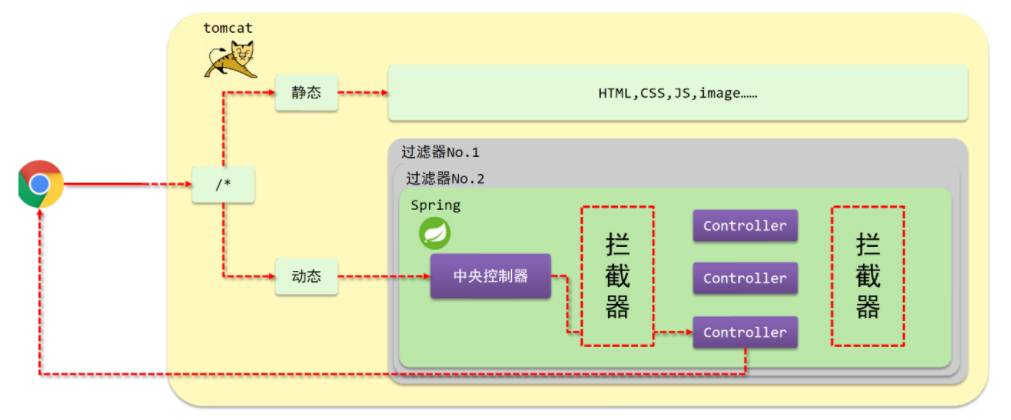 tomcat
静态
HTML,CSS,JS,image……
/*
动态
过滤器No.1
过滤器No.2
Spring
中央控制器
拦截器
Controller
Controller
Controller
拦截器